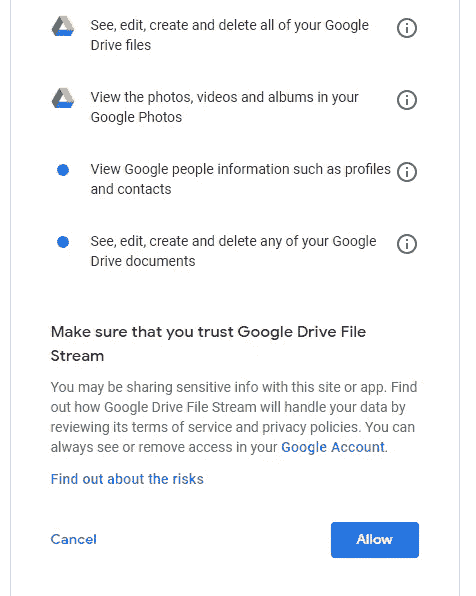 See, edit, create and delete all of your Google
Drive files
View the photos, videos and albums in your
Google Photos
View Google people information such as profiles
and contacts
See, edit, create and delete any of your Google
Drive documents
Make sure that you trust Google Drive File
Stream
You may be sharing sensitive info with this site or app. Find
out how Google Drive File Stream will handle your data by
reviewing its terms of service and privacy policies. You can
always see or remove access in your Google Account.
Find out about the risks
Cancel
Allow